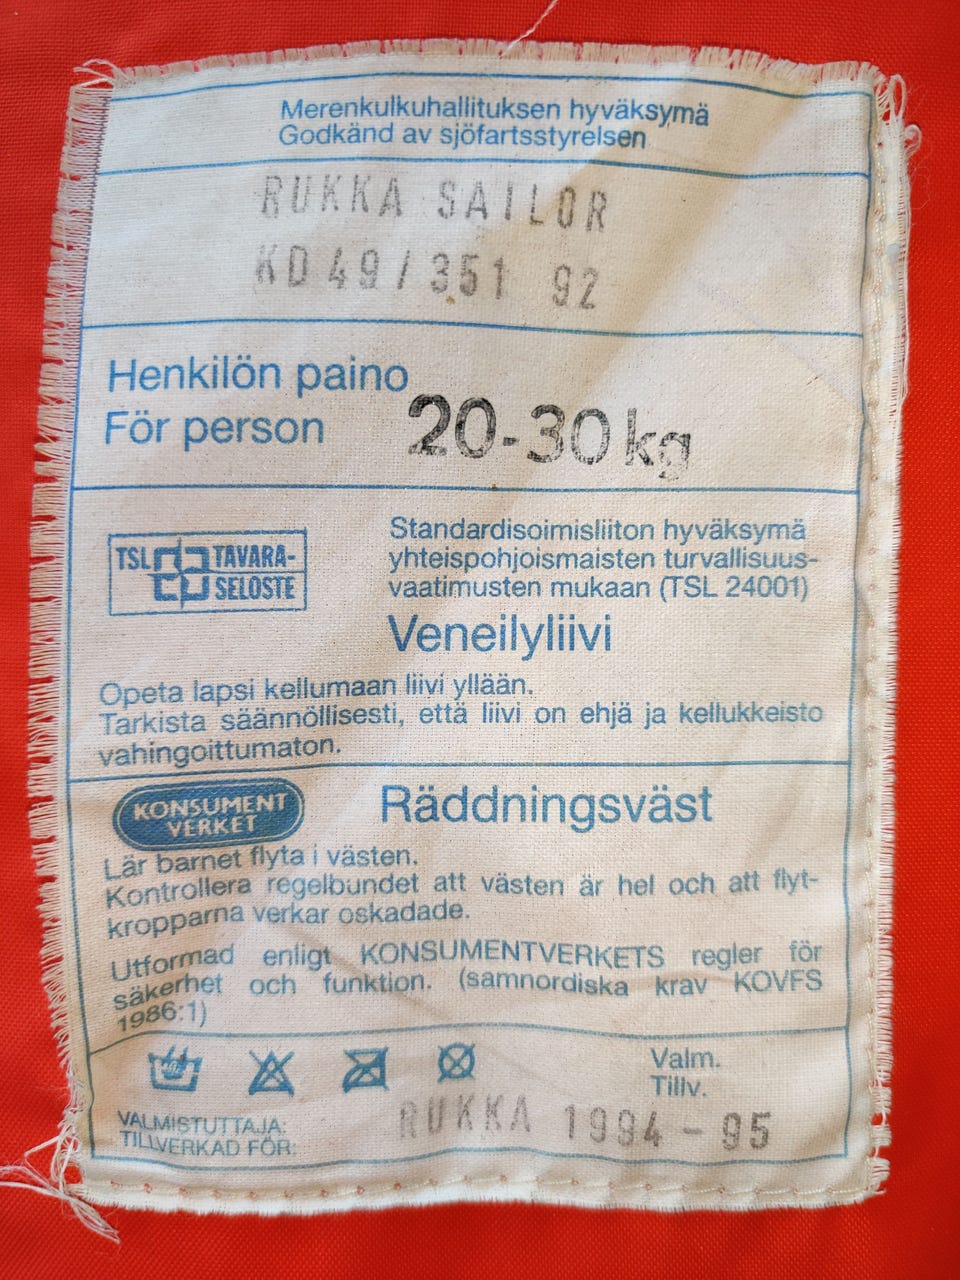 Merenkulkuhallituksen hyväksymä
Godkänd av sjöfartsstyrelsen
RUKKA SAILOR
KD 49/351 92
Henkilön paino
För person 20-30 kg
TSL TAVARA-
SELOSTE
Standardisoimisliiton hyväksymä
yhteispohjoismaisten turvallisuus-
vaatimusten mukaan (TSL 24001)
Veneilyliivi
Opeta lapsi kellumaan liivi yllään.
Tarkista säännöllisesti, että liivi on ehjä ja kellukkeisto
vahingoittumaton.
KONSUMENT
VERKET
Räddningsväst
Lär barnet flyta i västen.
Kontrollera regelbundet att västen är hel och att flyt-
kropparna verkar oskadade.
Utformad enligt KONSUMENTVERKETS regler för
säkerhet och funktion. (samnordiska krav KOVFS
1986:1)
Valm.
Tillv.
VALMISTUTTAJA:
TILLVERKAD FÖR:
RUKKA 1994-95